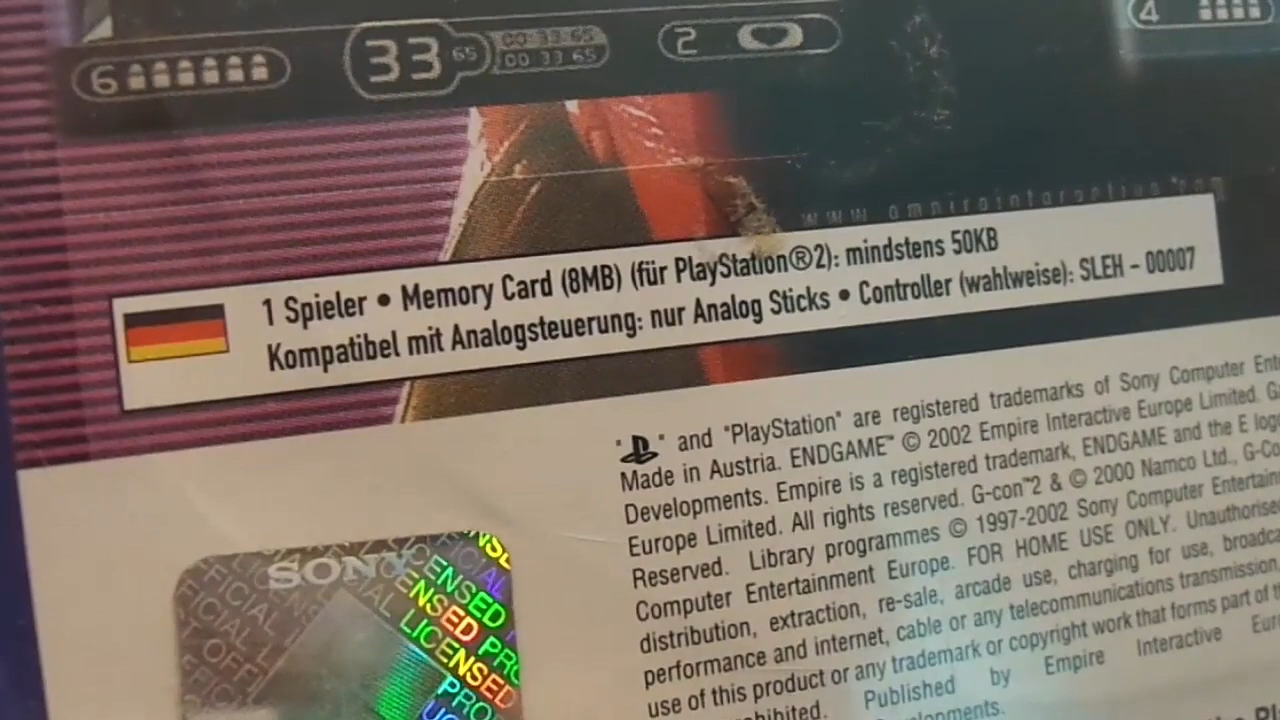 6
33 65
00 33 65
00 33 65
2
4
1 Spieler • Memory Card (8MB) (für PlayStation®2): mindstens 50KB
Kompatibel mit Analogsteuerung: nur Analog Sticks • Controller (wahlweise): SLEH - 00007
" " and "PlayStation" are registered trademarks of Sony Computer
Made in Austria. ENDGAME™ © 2002 Empire Interactive Europe Limited.
Developments. Empire is a registered trademark, ENDGAME and the E
Europe Limited. All rights reserved. G-con™2 & © 2000 Namco Ltd.,
Reserved. Library programmes © 1997-2002 Sony Computer
Computer Entertainment Europe. FOR HOME USE ONLY.
distribution, extraction, re-sale, arcade use, charging for use,
performance and internet, cable or any telecommunications transmission,
use of this product or any trademark or copyright work that forms part of
Published by Empire Interactive
SONY
OFFICIAL
LICENSED
LICENSED
LICENSED